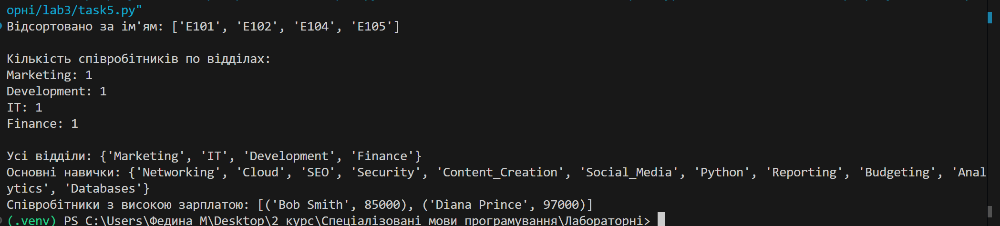 орні/lab3/task5.py"
Відсортовано за ім'ям: ['E101', 'E102', 'E104', 'E105']
Кількість співробітників по відділах:
Marketing: 1
Development: 1
IT: 1
Finance: 1
Усі відділи: {'Marketing', 'IT', 'Development', 'Finance'}
Основні навички: {'Networking', 'Cloud', 'SEO', 'Security', 'Content_Creation', 'Social_Media', 'Python', 'Reporting', 'Budgeting', 'Anal
ytics', 'Databases'}
Співробітники з високою зарплатою: [('Bob Smith', 85000), ('Diana Prince', 97000)]
(.venv) PS C:\Users\Федина М\Desktop\2 курс\Спеціалізовані мови програмування\Лабораторні>